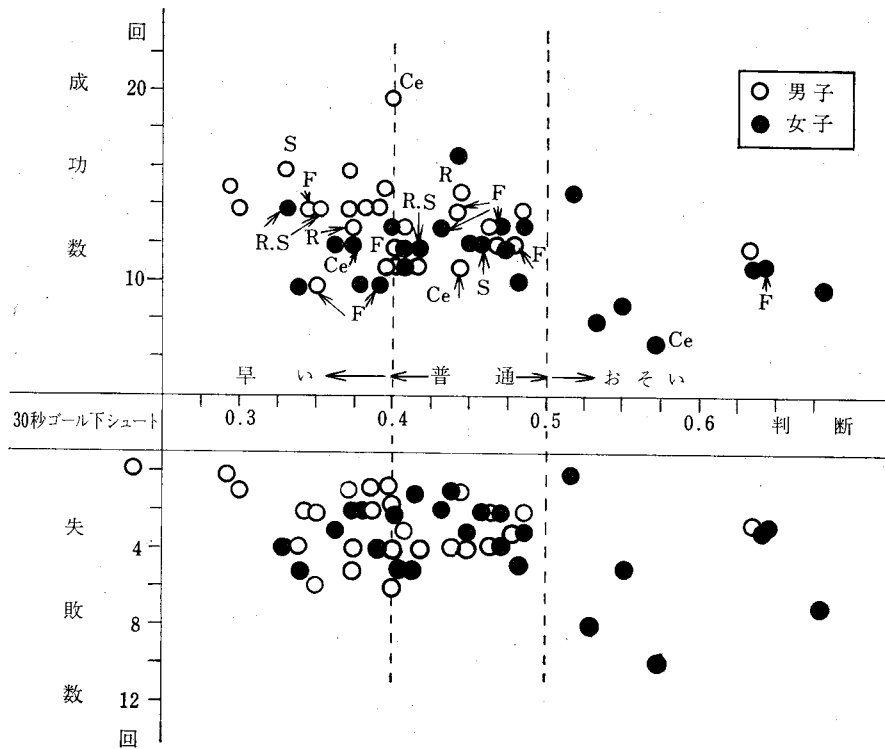 回
成功数
20
10
Ce
S
F
R
R.S
F
R.S
R
Ce
F
F
F
Ce
S
F
Ce
○ 男子
● 女子
早い
普通
おそい
30秒ゴール下シュート
0.3
0.4
0.5
0.6
判断
0
4
8
12
失敗数
回